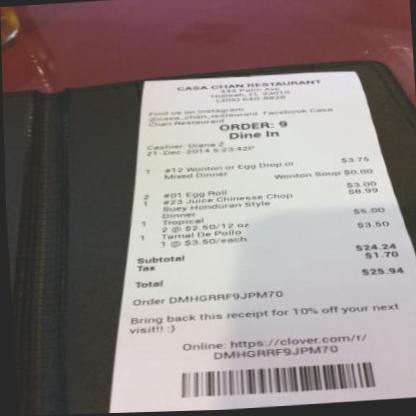 CASA CHAN RESTAURANT
Hialeah, FL 33010
Find us on Instagram
@casa_chan_restaurant Facebook Casa
Chan Restaurant
ORDER: 9
Dine In
Cashier: Diana Z
21-Dec-2014 5:23:42P
1 #12 Wonton or Egg Drop or $3.75
Mixed Dinner Wonton Soup $0.00
2 #01 Egg Roll $3.00
1 #23 Juice Chinesse Chop $8.99
Suey Honduran Style
Dinner
1 Tropical $5.00
2 @ $2.50/12 oz
1 Tamal De Pollo $3.50
1 @ $3.50/each
Subtotal $24.24
Tax $1.70
Total $25.94
Order DMHGRRF9JPM70
Bring back this receipt for 10% off your next
visit!! :)
Online: https://clover.com/r/
DMHGRRF9JPM70